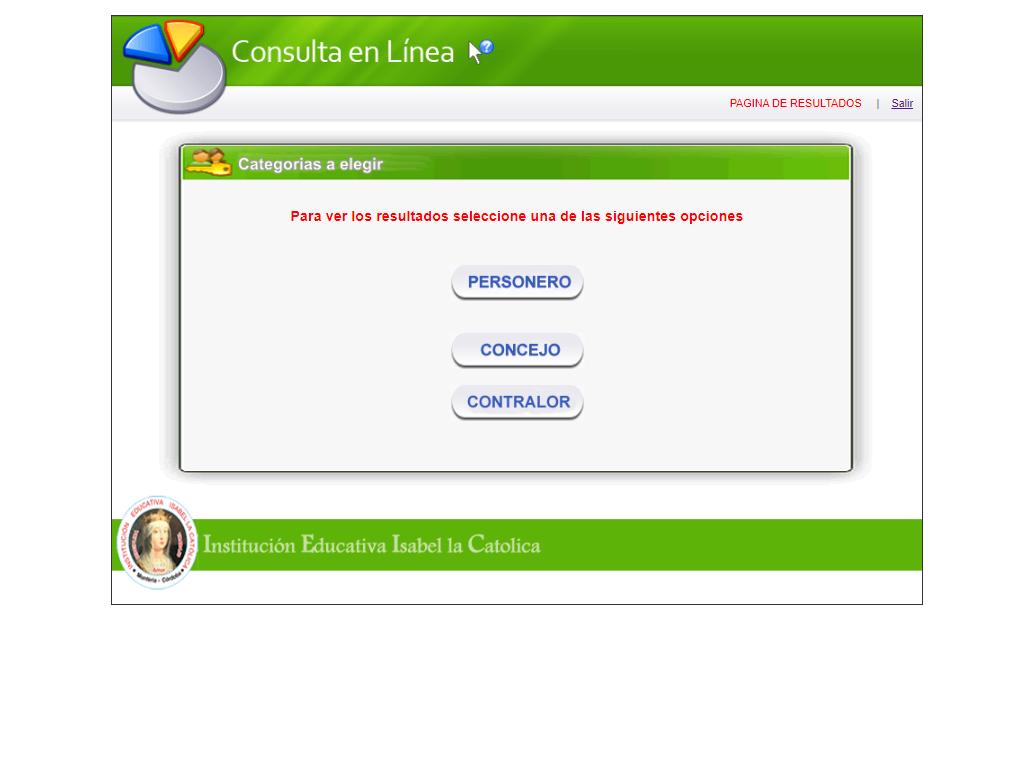 Consulta en Línea
?
PAGINA DE RESULTADOS | Salir
Categorias a elegir
Para ver los resultados seleccione una de las siguientes opciones
PERSONERO
CONCEJO
CONTRALOR
INSTITUCIÓN EDUCATIVA ISABEL LA CATOLICA
Amor
Montería - Córdoba
Institución Educativa Isabel la Catolica